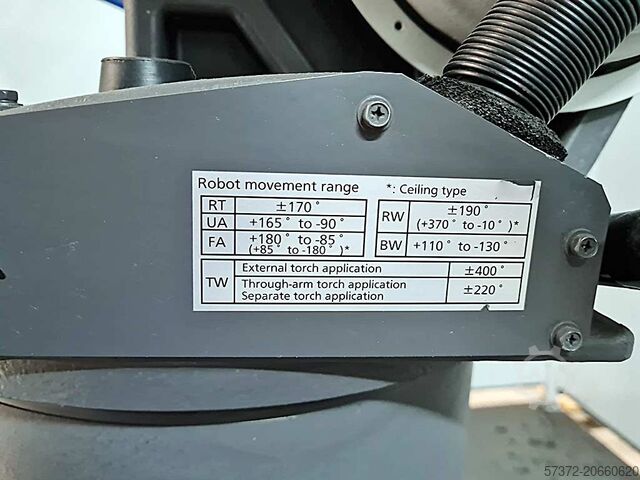 Robot movement range *: Ceiling type
RT ±170°
UA +165° to -90°
FA +180° to -85°
(+85° to -180°)*
RW ±190°
(+370° to -10°)*
BW +110° to -130°
TW External torch application ±400°
Through-arm torch application
Separate torch application ±220°
57372-20660620